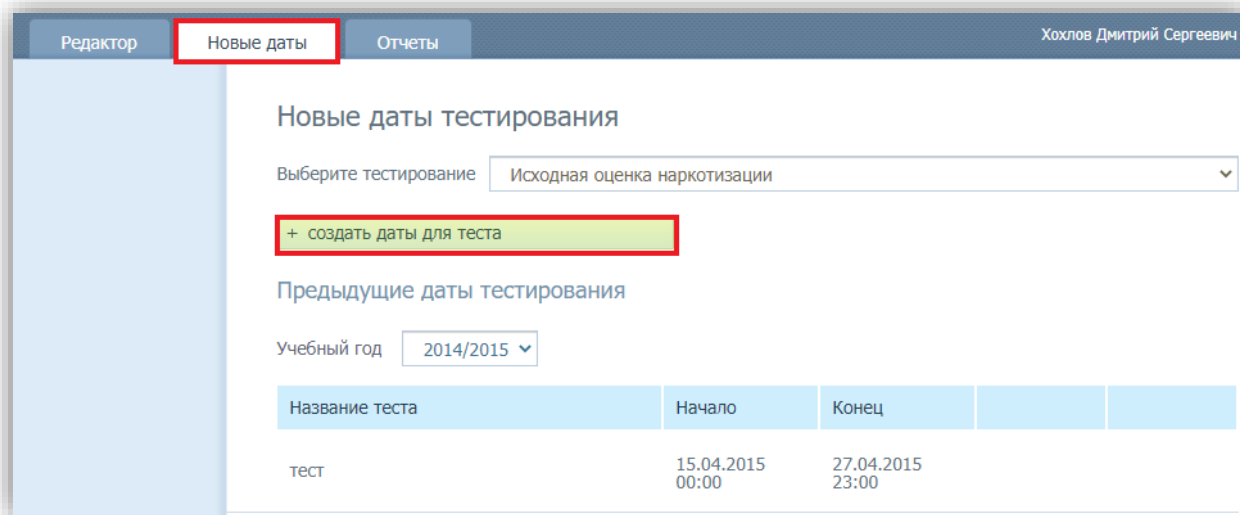 Редактор Новые даты Отчеты Хохлов Дмитрий Сергеевич
Новые даты тестирования
Выберите тестирование Исходная оценка наркотизации
+ создать даты для теста
Предыдущие даты тестирования
Учебный год 2014/2015
Название теста Начало Конец
тест 15.04.2015 27.04.2015
00:00 23:00